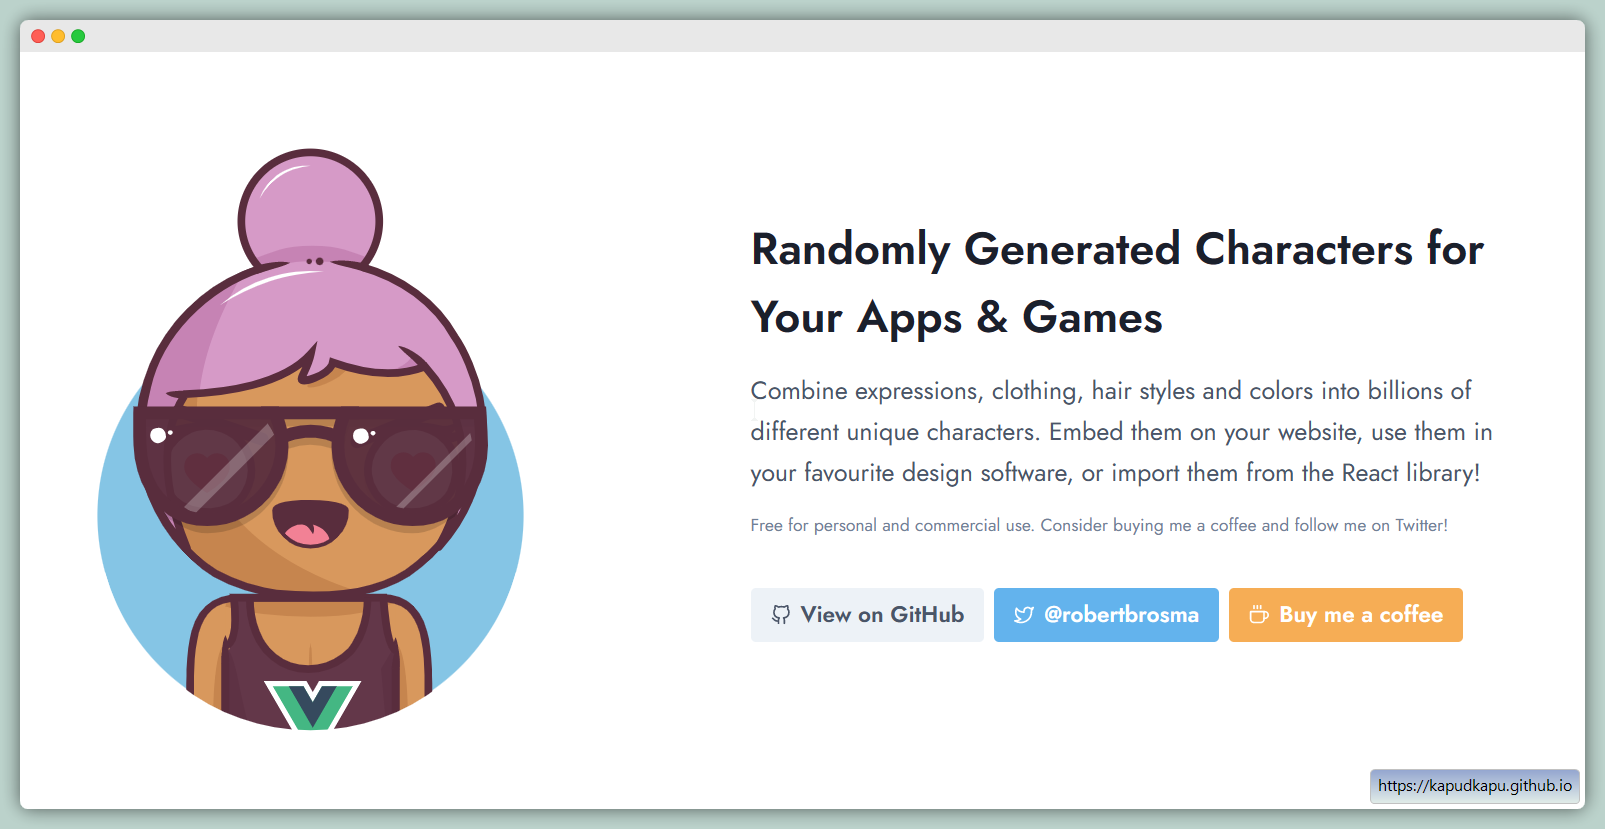 Randomly Generated Characters for
Your Apps & Games
Combine expressions, clothing, hair styles and colors into billions of
different unique characters. Embed them on your website, use them in
your favourite design software, or import them from the React library!
Free for personal and commercial use. Consider buying me a coffee and follow me on Twitter!
View on GitHub
@robertbrosma
Buy me a coffee
https://kapudkapu.github.io